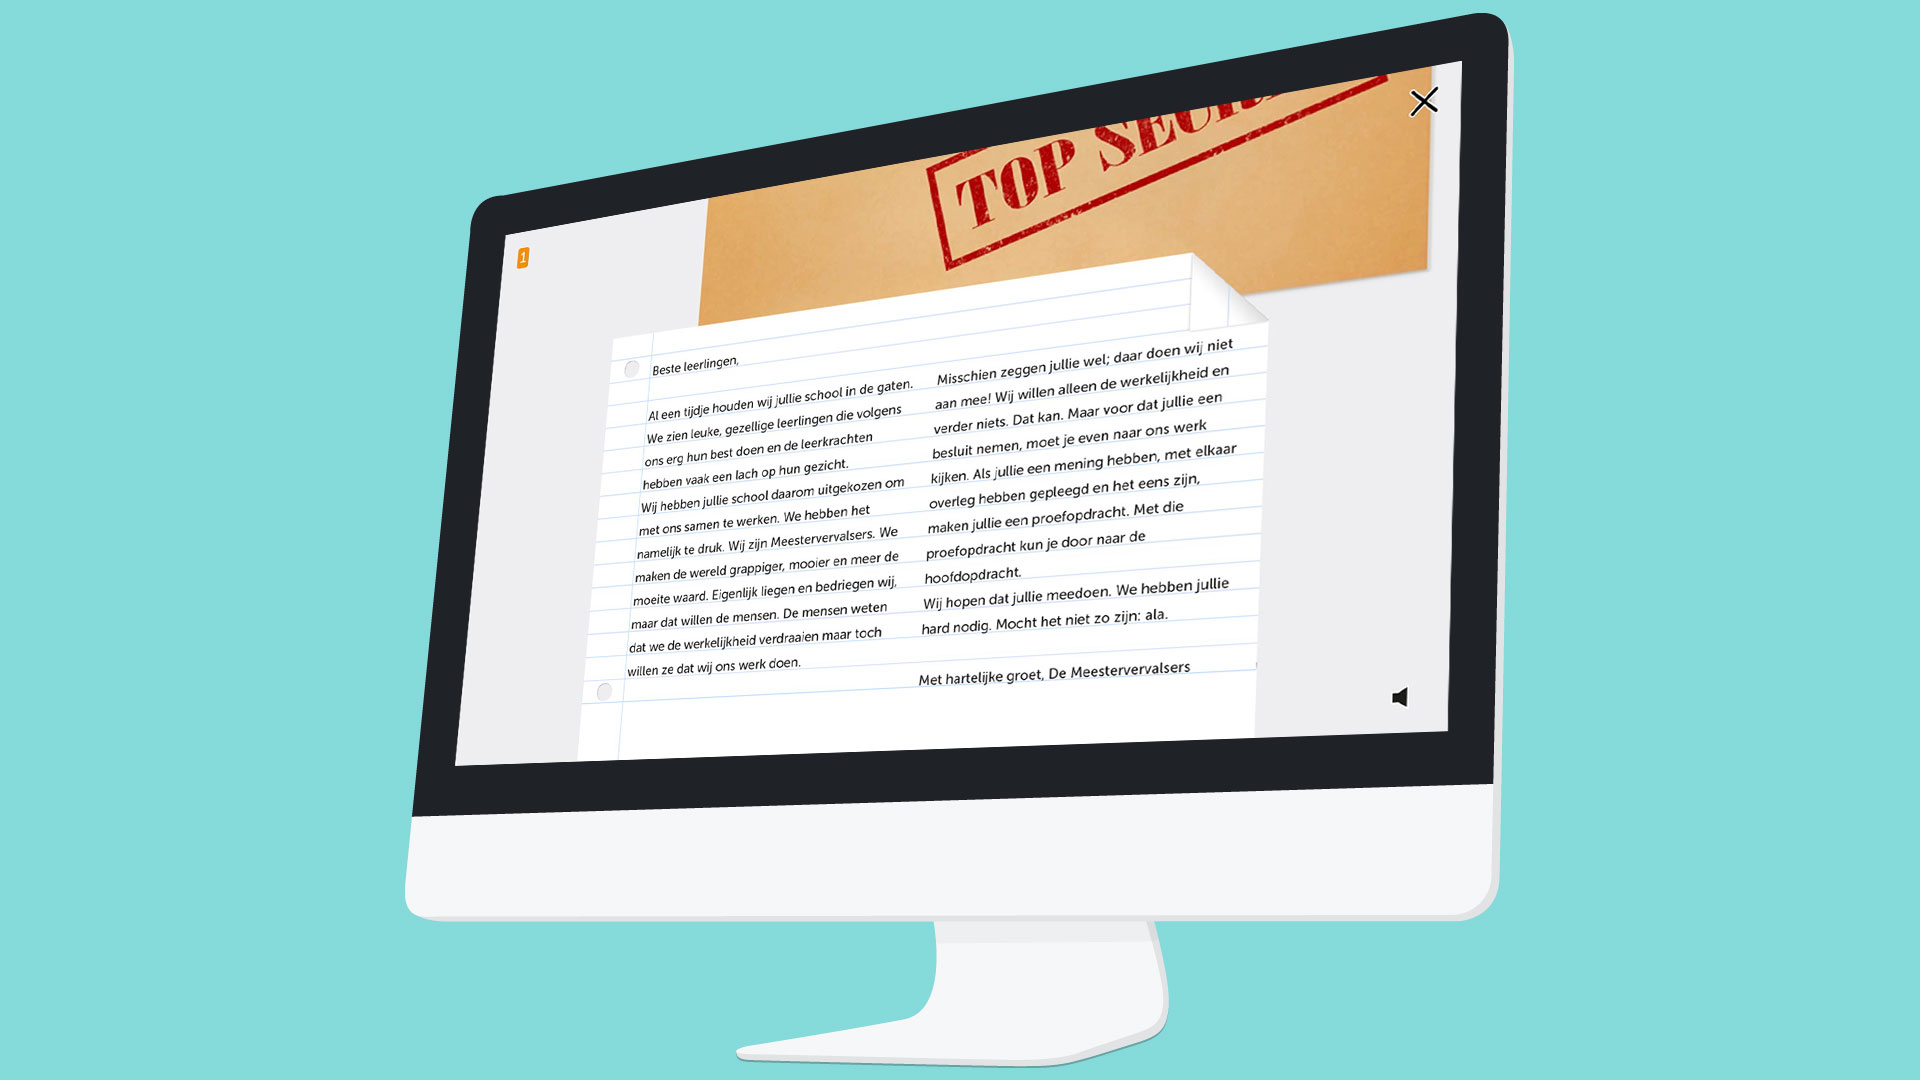 1
TOP
Beste leerlingen,
Al een tijdje houden wij jullie school in de gaten.
We zien leuke, gezellige leerlingen die volgens
ons erg hun best doen en de leerkrachten
hebben vaak een lach op hun gezicht.
Wij hebben jullie school daarom uitgekozen om
met ons samen te werken. We hebben het
namelijk te druk. Wij zijn Meestervervalsers. We
maken de wereld grappiger, mooier en meer de
moeite waard. Eigenlijk liegen en bedriegen wij,
maar dat willen de mensen. De mensen weten
dat we de werkelijkheid verdraaien maar toch
willen ze dat wij ons werk doen.
Misschien zeggen jullie wel; daar doen wij niet
aan mee! Wij willen alleen de werkelijkheid en
verder niets. Dat kan. Maar voor dat jullie een
besluit nemen, moet je even naar ons werk
kijken. Als jullie een mening hebben, met elkaar
overleg hebben gepleegd en het eens zijn,
maken jullie een proefopdracht. Met die
proefopdracht kun je door naar de
hoofdopdracht.
Wij hopen dat jullie meedoen. We hebben jullie
hard nodig. Mocht het niet zo zijn: ala.
Met hartelijke groet, De Meestervervalsers